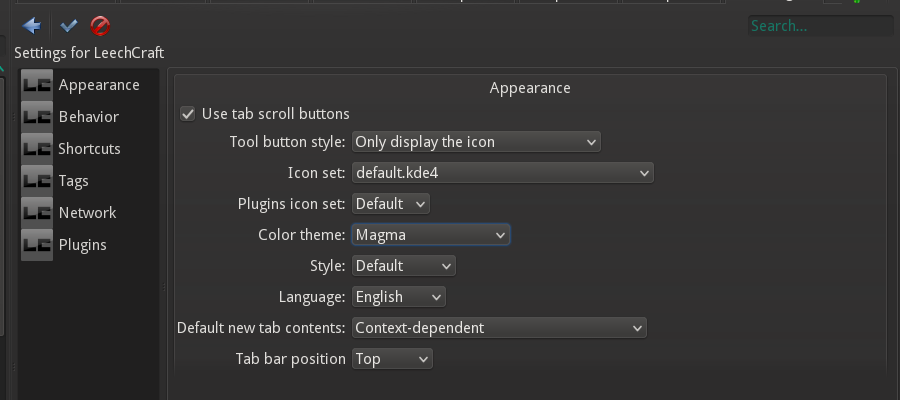 Search...
Settings for LeechCraft
Appearance
Behavior
Shortcuts
Tags
Network
Plugins
Appearance
Use tab scroll buttons
Tool button style: Only display the icon
Icon set: default.kde4
Plugins icon set: Default
Color theme: Magma
Style: Default
Language: English
Default new tab contents: Context-dependent
Tab bar position Top